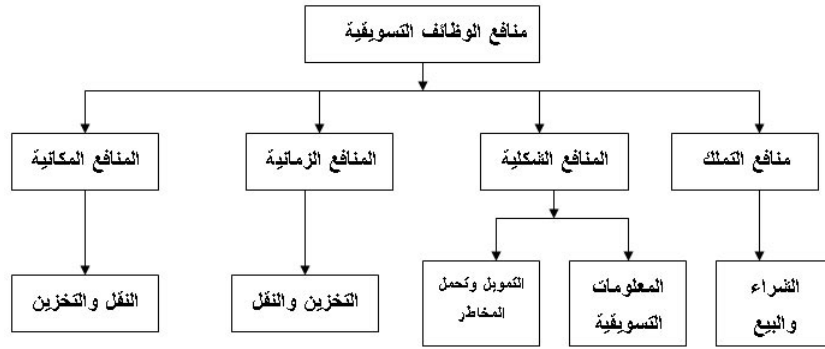 منافع الوظائف التسويقية
منافع التملك
المنافع الشكلية
المنافع الزمانية
المنافع المكانية
الشراء
والبيع
المعلومات
التسويقية
التمويل وتحمل
المخاطر
التخزين والنقل
النقل والتخزين